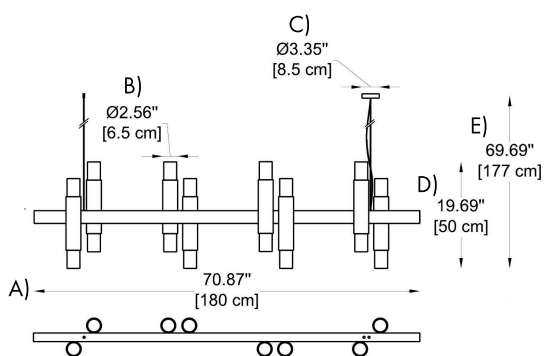 C)
Ø3.35"
[8.5 cm]
B)
Ø2.56"
[6.5 cm]
E)
69.69"
[177 cm]
D)
19.69"
[50 cm]
A)
70.87"
[180 cm]